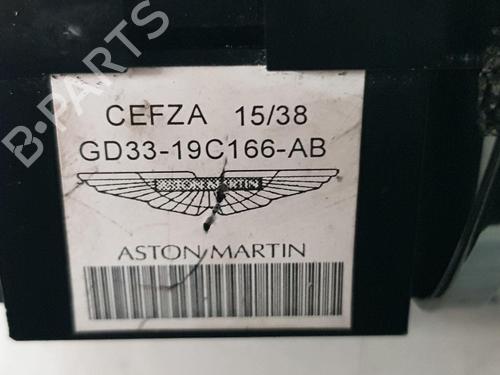 B-PARTS
CEFZA 15/38
GD33-19C166-AB
ASTON MARTIN
ASTON MARTIN